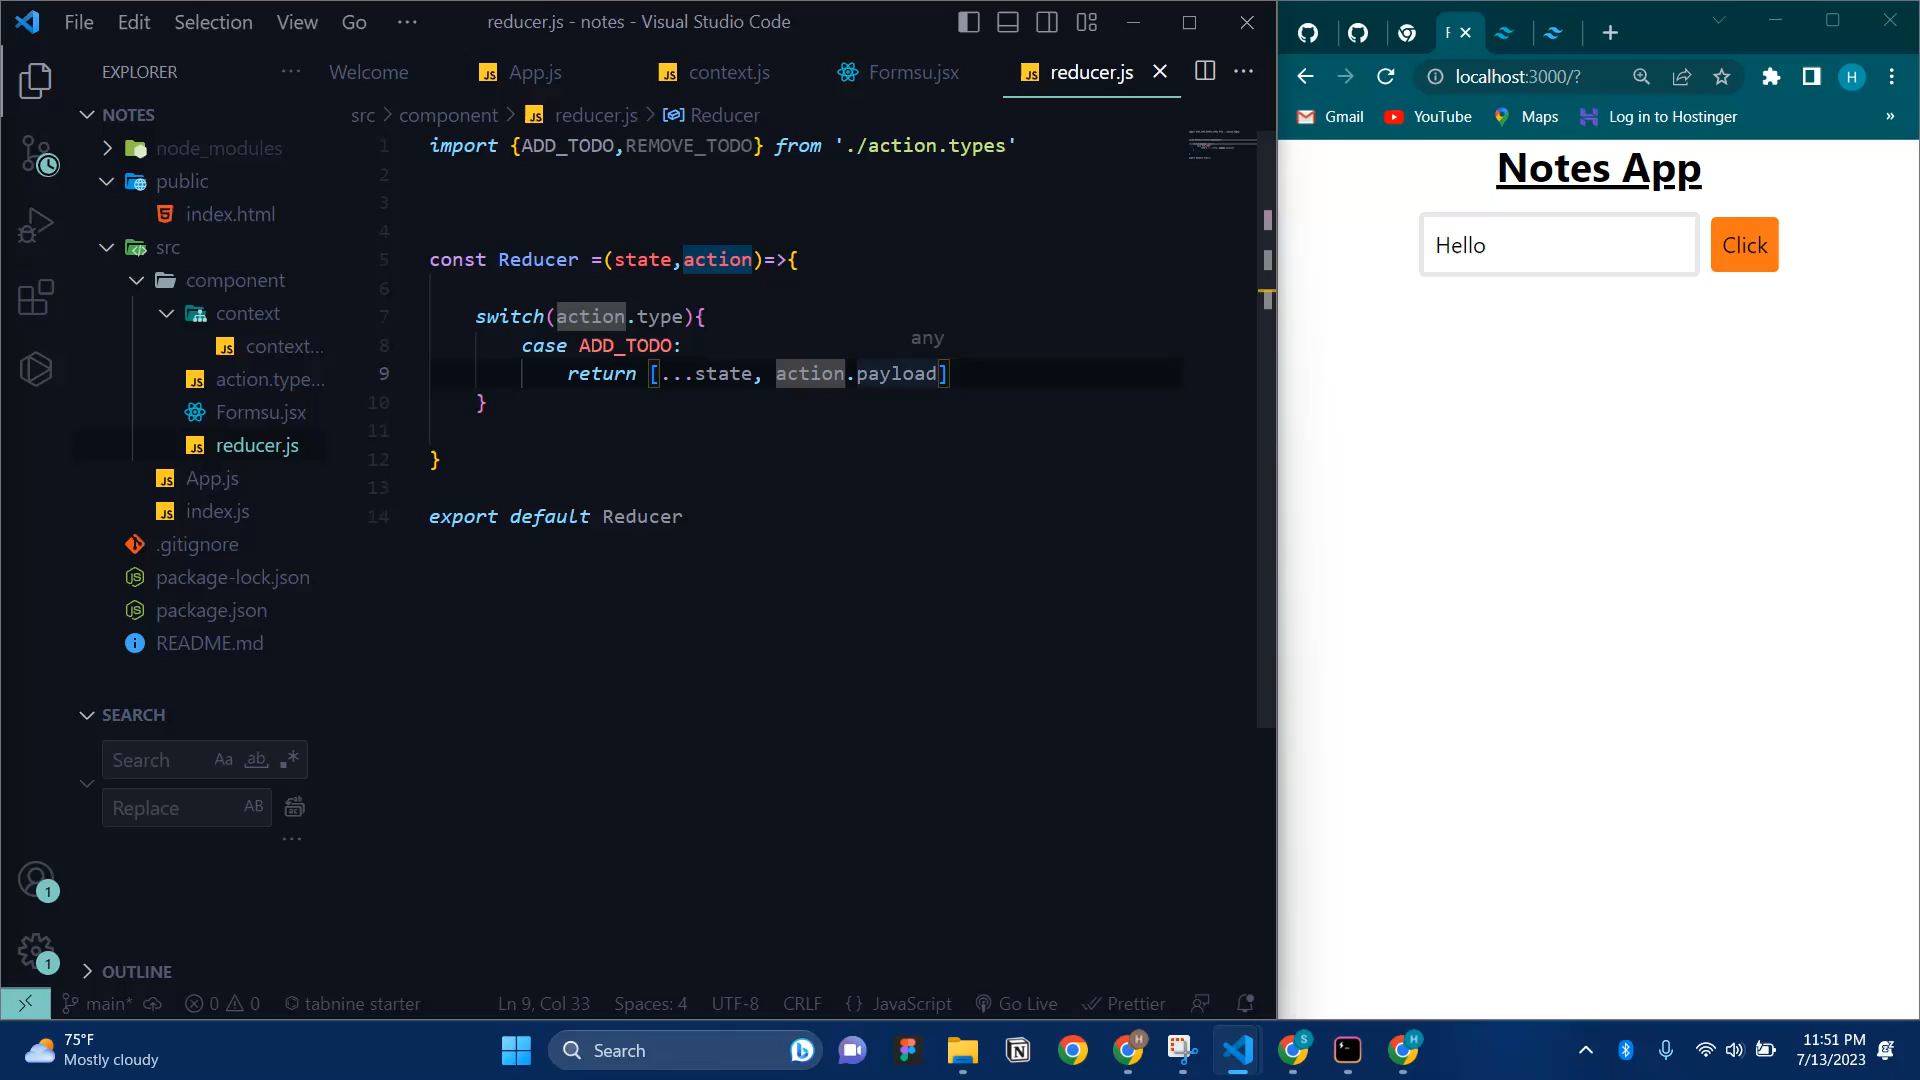 File Edit Selection View Go ··· reducer.js - notes - Visual Studio Code
EXPLORER ··· Welcome App.js context.js Formsu.jsx reducer.js ···
NOTES
node_modules
public
index.html
src
component
context
context...
action.type...
Formsu.jsx
reducer.js
App.js
index.js
.gitignore
package-lock.json
package.json
README.md
SEARCH
Search Aa ab .*
Replace AB
···
OUTLINE
src > component > reducer.js > Reducer
1 import {ADD_TODO,REMOVE_TODO} from './action.types'
2
3
4
5 const Reducer =(state,action)=>{
6
7 switch(action.type){
any
8 case ADD_TODO:
9 return [...state, action.payload]
10 }
11
12 }
13
14 export default Reducer
1
1
main* 0 0 tabnine starter Ln 9, Col 33 Spaces: 4 UTF-8 CRLF {} JavaScript Go Live Prettier
F
localhost:3000/? H
Gmail YouTube Maps Log in to Hostinger »
Notes App
Hello Click
75°F
Mostly cloudy
Search
11:51 PM
7/13/2023